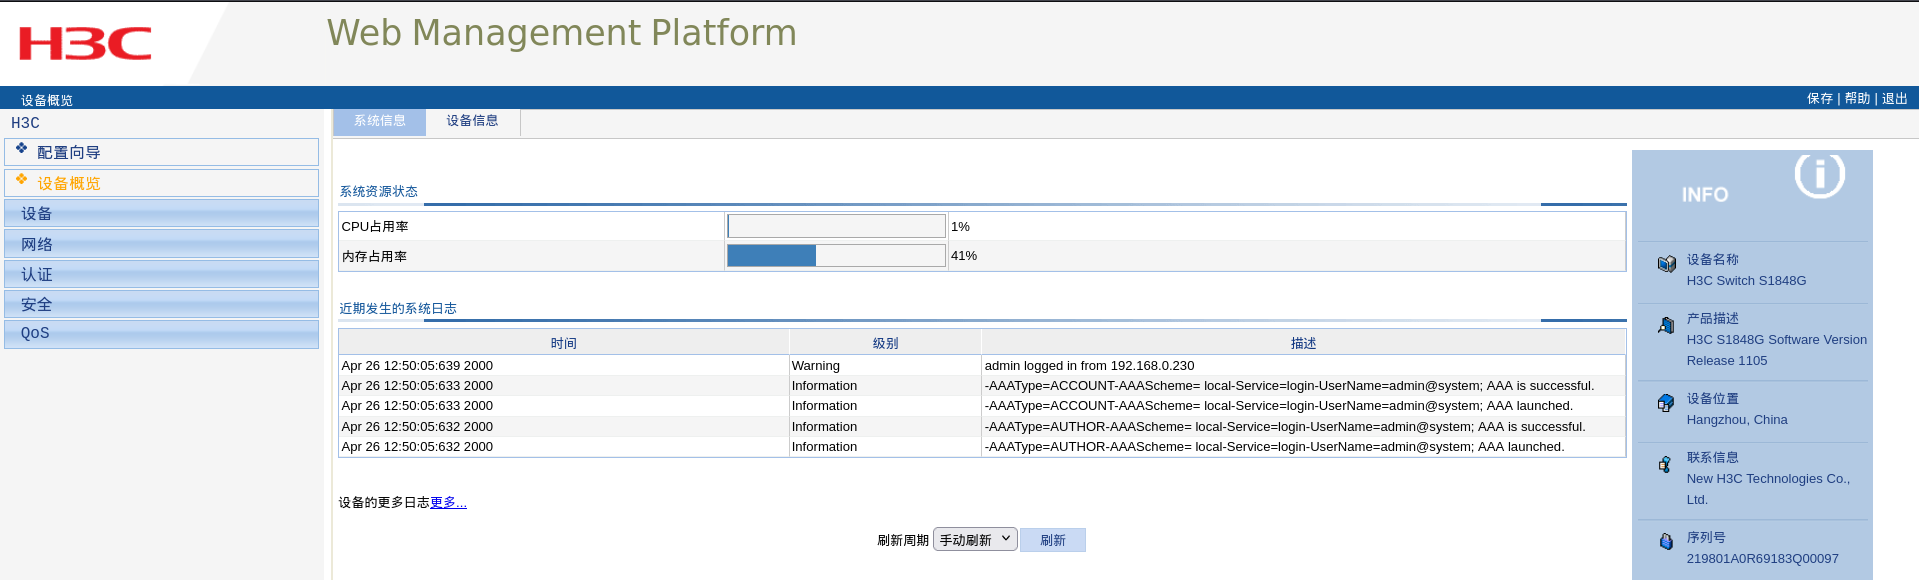 H3C
Web Management Platform
设备概览
保存 | 帮助 | 退出
H3C
配置向导
设备概览
设备
网络
认证
安全
QoS
系统信息 设备信息
系统资源状态
CPU占用率 1%
内存占用率 41%
近期发生的系统日志
时间 级别 描述
Apr 26 12:50:05:639 2000 Warning admin logged in from 192.168.0.230
Apr 26 12:50:05:633 2000 Information -AAAType=ACCOUNT-AAAScheme= local-Service=login-UserName=admin@system; AAA is successful.
Apr 26 12:50:05:633 2000 Information -AAAType=ACCOUNT-AAAScheme= local-Service=login-UserName=admin@system; AAA launched.
Apr 26 12:50:05:632 2000 Information -AAAType=AUTHOR-AAAScheme= local-Service=login-UserName=admin@system; AAA is successful.
Apr 26 12:50:05:632 2000 Information -AAAType=AUTHOR-AAAScheme= local-Service=login-UserName=admin@system; AAA launched.
设备的更多日志更多...
刷新周期 手动刷新 刷新
INFO
设备名称
H3C Switch S1848G
产品描述
H3C S1848G Software Version
Release 1105
设备位置
Hangzhou, China
联系信息
New H3C Technologies Co.,
Ltd.
序列号
219801A0R69183Q00097